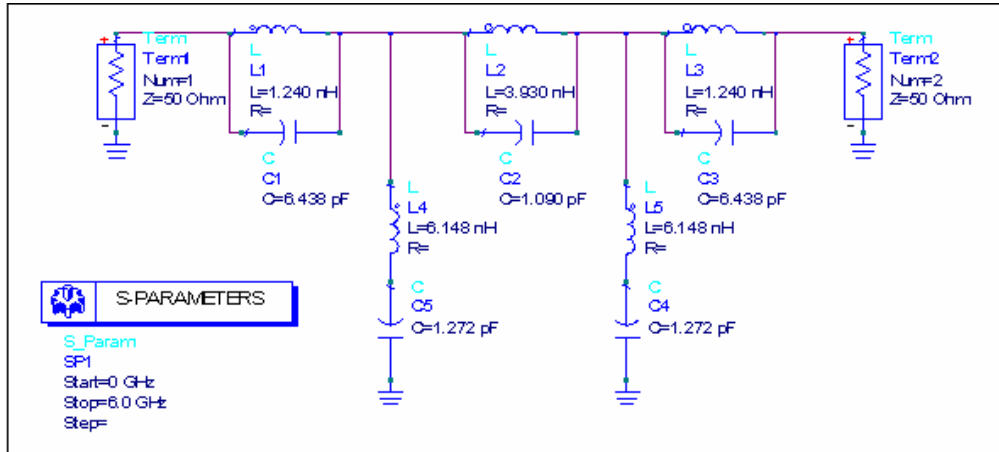 Term
Term1
Num=1
Z=50 Ohm
L
L1
L=1.240 nH
R=
C
C1
C=6.438 pF
L
L2
L=3.930 nH
R=
C
C2
C=1.090 pF
L
L3
L=1.240 nH
R=
C
C3
C=6.438 pF
Term
Term2
Num=2
Z=50 Ohm
L
L4
L=6.148 nH
R=
C
C5
C=1.272 pF
L
L5
L=6.148 nH
R=
C
C4
C=1.272 pF
S-PARAMETERS
S_Param
SP1
Start=0 GHz
Stop=6.0 GHz
Step=